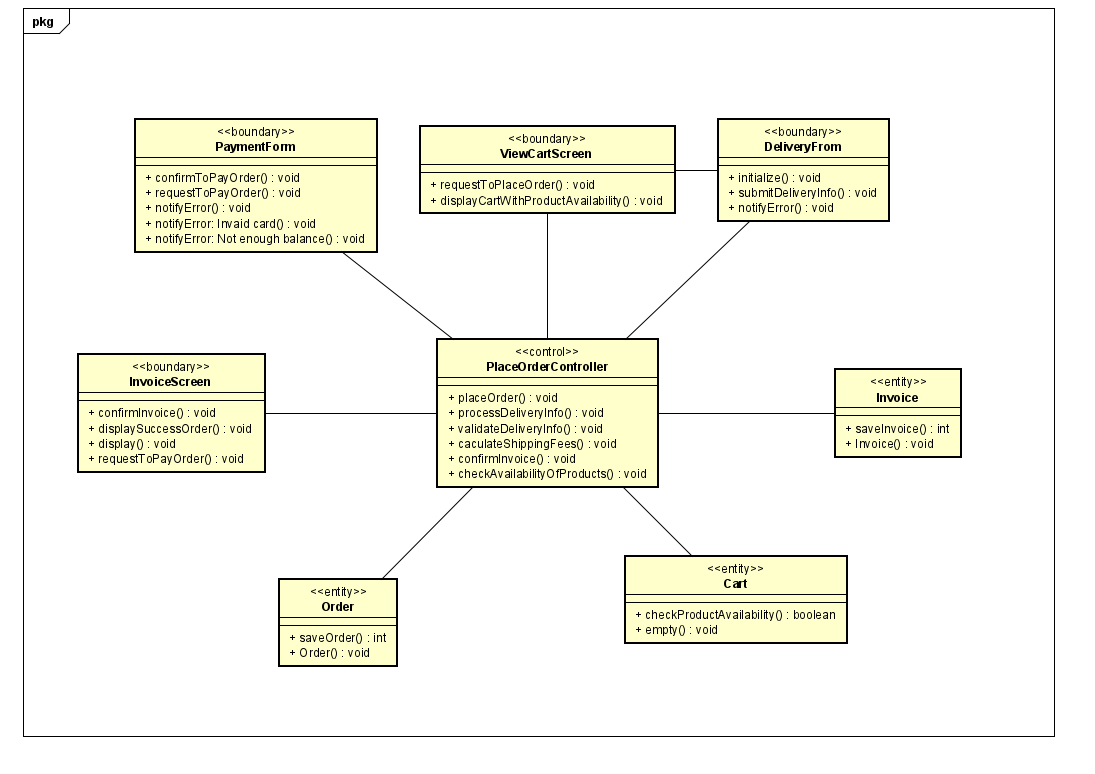 pkg
<<boundary>>
PaymentForm
+ confirmToPayOrder() : void
+ requestToPayOrder() : void
+ notifyError() : void
+ notifyError: Invaid card() : void
+ notifyError: Not enough balance() : void
<<boundary>>
ViewCartScreen
+ requestToPlaceOrder() : void
+ displayCartWithProductAvailability() : void
<<boundary>>
DeliveryFrom
+ initialize() : void
+ submitDeliveryInfo() : void
+ notifyError() : void
<<boundary>>
InvoiceScreen
+ confirmInvoice() : void
+ displaySuccessOrder() : void
+ display() : void
+ requestToPayOrder() : void
<<control>>
PlaceOrderController
+ placeOrder() : void
+ processDeliveryInfo() : void
+ validateDeliveryInfo() : void
+ caculateShippingFees() : void
+ confirmInvoice() : void
+ checkAvailabilityOfProducts() : void
<<entity>>
Invoice
+ saveInvoice() : int
+ Invoice() : void
<<entity>>
Order
+ saveOrder() : int
+ Order() : void
<<entity>>
Cart
+ checkProductAvailability() : boolean
+ empty() : void